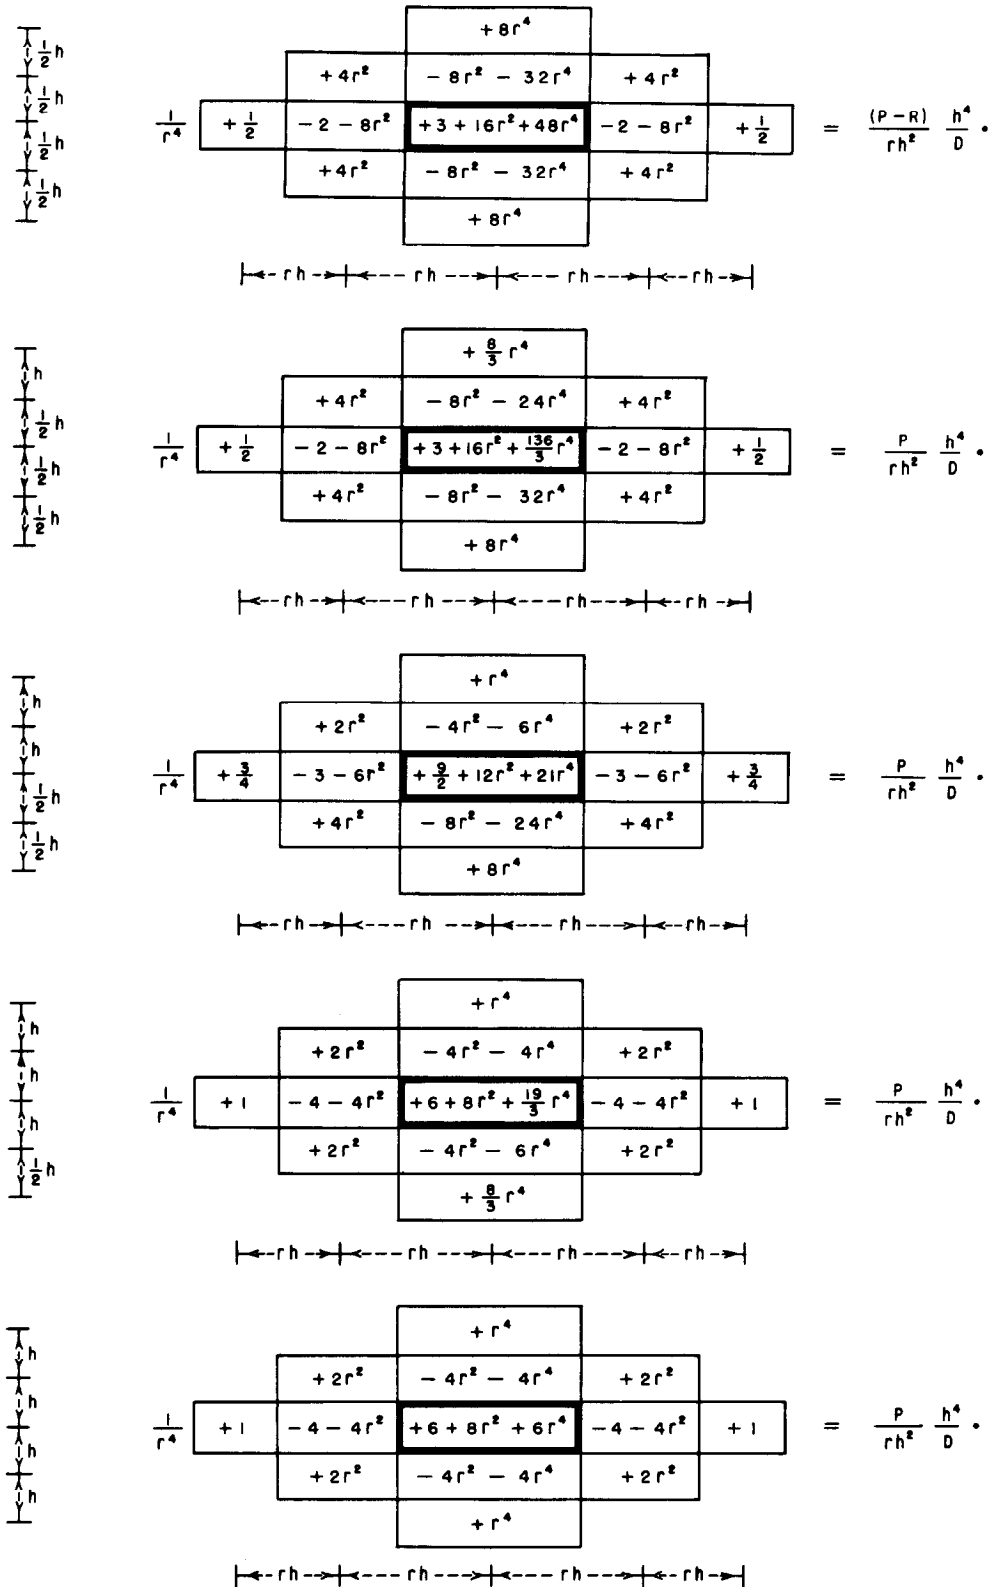 +8r⁴
½h
+4r² −8r² − 32r⁴ +4r²
½h
1/r⁴ +½ −2−8r² +3+16r²+48r⁴ −2−8r² +½ = (P−R)/rh² h⁴/D .
½h
+4r² −8r² − 32r⁴ +4r²
½h
+8r⁴
rh rh rh rh
+ 8/3 r⁴
h
+4r² −8r² − 24r⁴ +4r²
½h
1/r⁴ +½ −2−8r² +3+16r²+136/3 r⁴ −2−8r² +½ = P/rh² h⁴/D .
½h
+4r² −8r² − 32r⁴ +4r²
½h
+8r⁴
rh rh rh rh
+r⁴
h
+2r² −4r² − 6r⁴ +2r²
h
1/r⁴ +¾ −3−6r² +9/2+12r²+21r⁴ −3−6r² +¾ = P/rh² h⁴/D .
½h
+4r² −8r² − 24r⁴ +4r²
½h
+8r⁴
rh rh rh rh
+r⁴
h
+2r² −4r² − 4r⁴ +2r²
h
1/r⁴ +1 −4−4r² +6+8r²+19/3 r⁴ −4−4r² +1 = P/rh² h⁴/D .
h
+2r² −4r² − 6r⁴ +2r²
½h
+ 8/3 r⁴
rh rh rh rh
+r⁴
h
+2r² −4r² − 4r⁴ +2r²
h
1/r⁴ +1 −4−4r² +6+8r²+6r⁴ −4−4r² +1 = P/rh² h⁴/D .
h
+2r² −4r² − 4r⁴ +2r²
h
+r⁴
rh rh rh rh